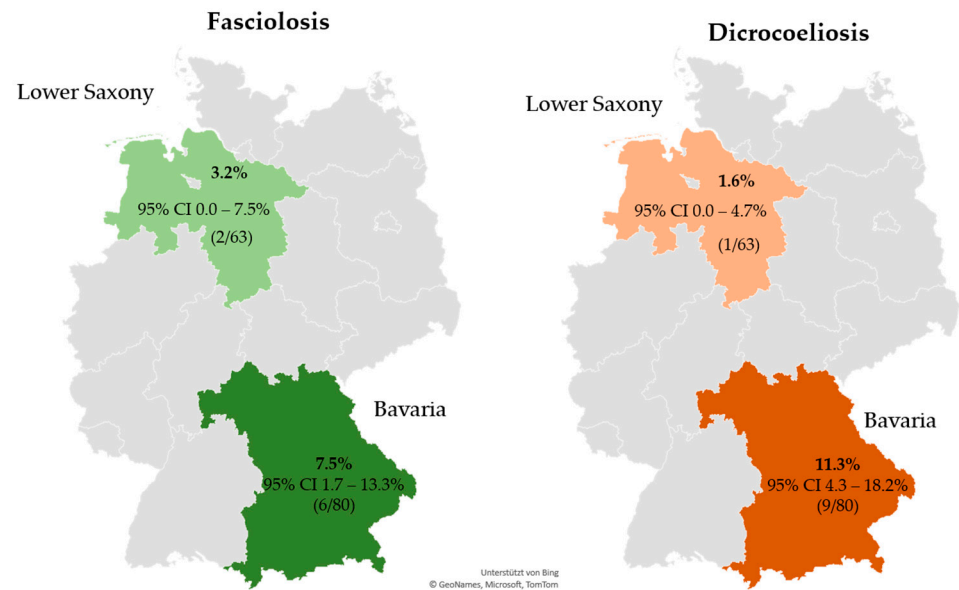 Fasciolosis
Lower Saxony
3.2%
95% CI 0.0 – 7.5%
(2/63)
Bavaria
7.5%
95% CI 1.7 – 13.3%
(6/80)
Dicrocoeliosis
Lower Saxony
1.6%
95% CI 0.0 – 4.7%
(1/63)
Bavaria
11.3%
95% CI 4.3 – 18.2%
(9/80)
Unterstützt von Bing
© GeoNames, Microsoft, TomTom